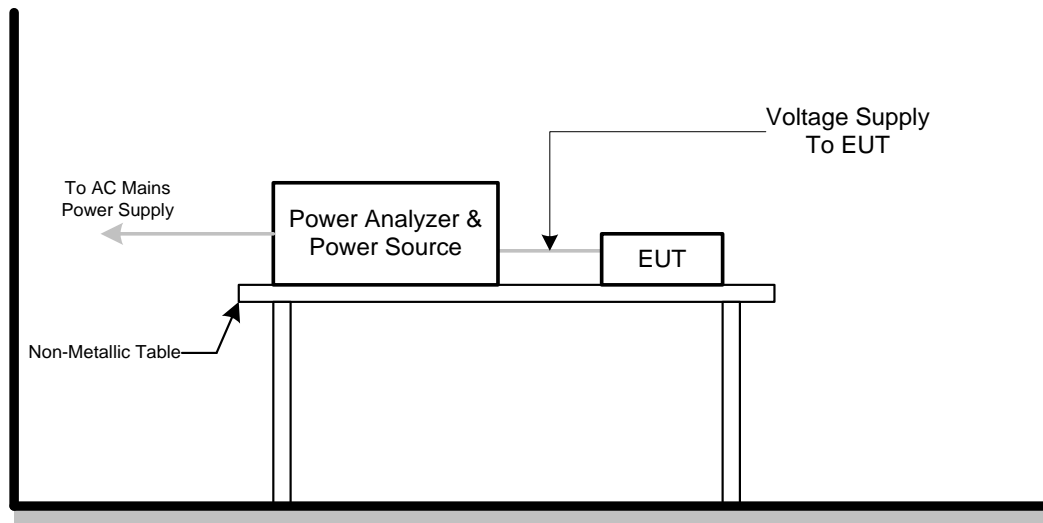 Voltage Supply
To EUT
To AC Mains
Power Supply
Power Analyzer &
Power Source
EUT
Non-Metallic Table